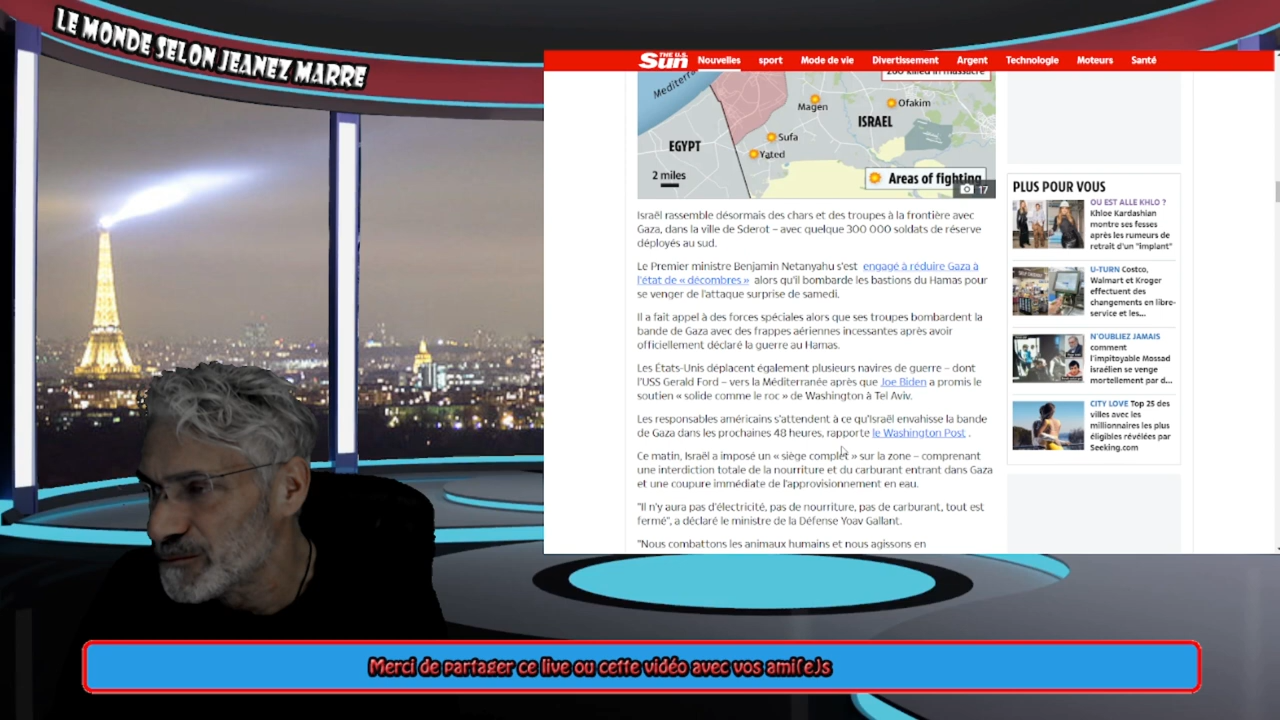 LE MONDE SELON JEANEZ MARRE
THE U.S. Sun Nouvelles sport Mode de vie Divertissement Argent Technologie Moteurs Santé
200 killed in massacre
Mediterra
Magen
Ofakim
ISRAEL
EGYPT
Sufa
Yated
2 miles
Areas of fighting
17
Israël rassemble désormais des chars et des troupes à la frontière avec
Gaza, dans la ville de Sderot – avec quelque 300 000 soldats de réserve
déployés au sud.
Le Premier ministre Benjamin Netanyahu s'est engagé à réduire Gaza à
l'état de « décombres » alors qu'il bombarde les bastions du Hamas pour
se venger de l'attaque surprise de samedi.
Il a fait appel à des forces spéciales alors que ses troupes bombardent la
bande de Gaza avec des frappes aériennes incessantes après avoir
officiellement déclaré la guerre au Hamas.
Les États-Unis déplacent également plusieurs navires de guerre – dont
l'USS Gerald Ford – vers la Méditerranée après que Joe Biden a promis le
soutien « solide comme le roc » de Washington à Tel Aviv.
Les responsables américains s'attendent à ce qu'Israël envahisse la bande
de Gaza dans les prochaines 48 heures, rapporte le Washington Post .
Ce matin, Israël a imposé un « siège complet » sur la zone – comprenant
une interdiction totale de la nourriture et du carburant entrant dans Gaza
et une coupure immédiate de l'approvisionnement en eau.
"Il n'y aura pas d'électricité, pas de nourriture, pas de carburant, tout est
fermé", a déclaré le ministre de la Défense Yoav Gallant.
"Nous combattons les animaux humains et nous agissons en
PLUS POUR VOUS
OU EST ALLE KHLO ?
Khloe Kardashian
montre ses fesses
après les rumeurs de
retrait d'un "implant"
U-TURN Costco,
Walmart et Kroger
effectuent des
changements en libre-
service et les...
N'OUBLIEZ JAMAIS
comment
l'impitoyable Mossad
israélien se venge
mortellement par d...
CITY LOVE Top 25 des
villes avec les
millionnaires les plus
éligibles révélées par
Seeking.com
Merci de partager ce live ou cette vidéo avec vos ami(e)s